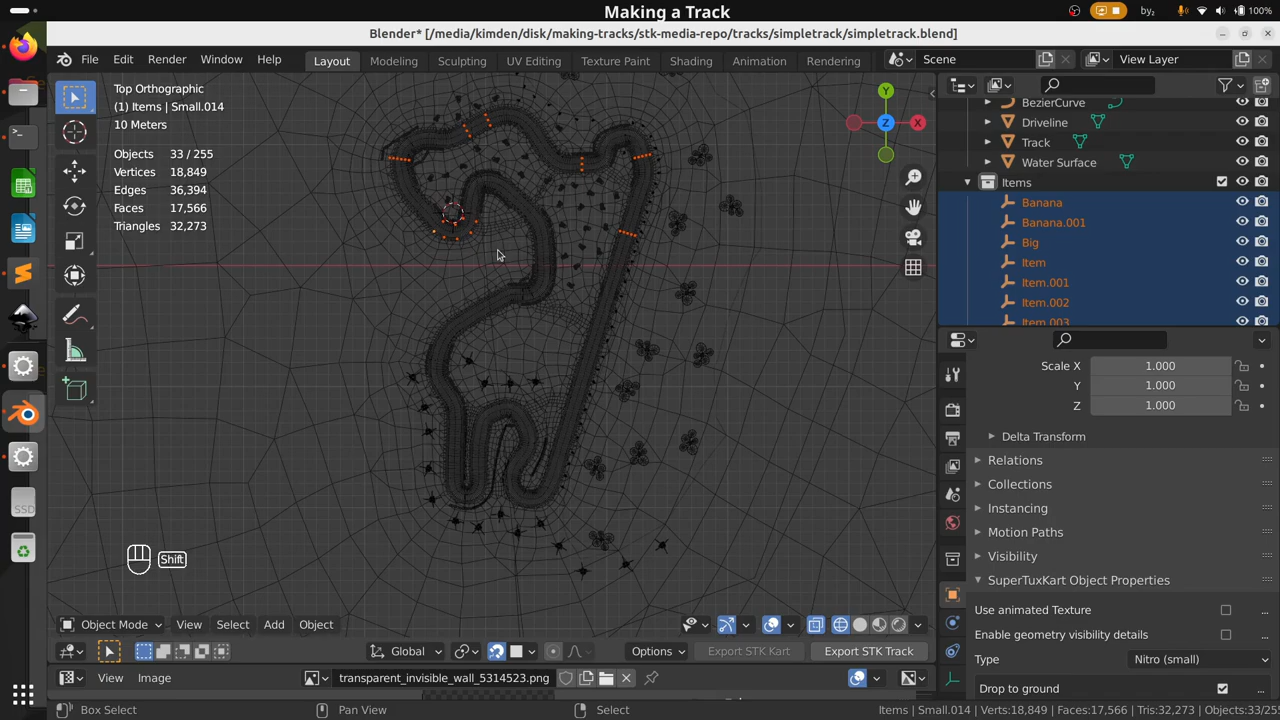 Making a Track
by₂
100%
Blender* [/media/kimden/disk/making-tracks/stk-media-repo/tracks/simpletrack/simpletrack.blend]
File Edit Render Window Help Layout Modeling Sculpting UV Editing Texture Paint Shading Animation Rendering Scene View Layer
Top Orthographic
(1) Items | Small.014
10 Meters
Objects 33 / 255
Vertices 18,849
Edges 36,394
Faces 17,566
Triangles 32,273
Y
X
Z
BezierCurve
Driveline
Track
Water Surface
Items
Banana
Banana.001
Big
Item
Item.001
Item.002
Item.003
Scale X 1.000
Y 1.000
Z 1.000
Delta Transform
Relations
Collections
Instancing
Motion Paths
Visibility
SuperTuxKart Object Properties
Use animated Texture ...
Enable geometry visibility details ...
Type Nitro (small)
Drop to ground ...
SSD
Shift
Object Mode View Select Add Object
Global Options Export STK Kart Export STK Track
View Image transparent_invisible_wall_5314523.png
Box Select Pan View Select Items | Small.014 | Verts:18,849 | Faces:17,566 | Tris:32,273 | Objects:33/25